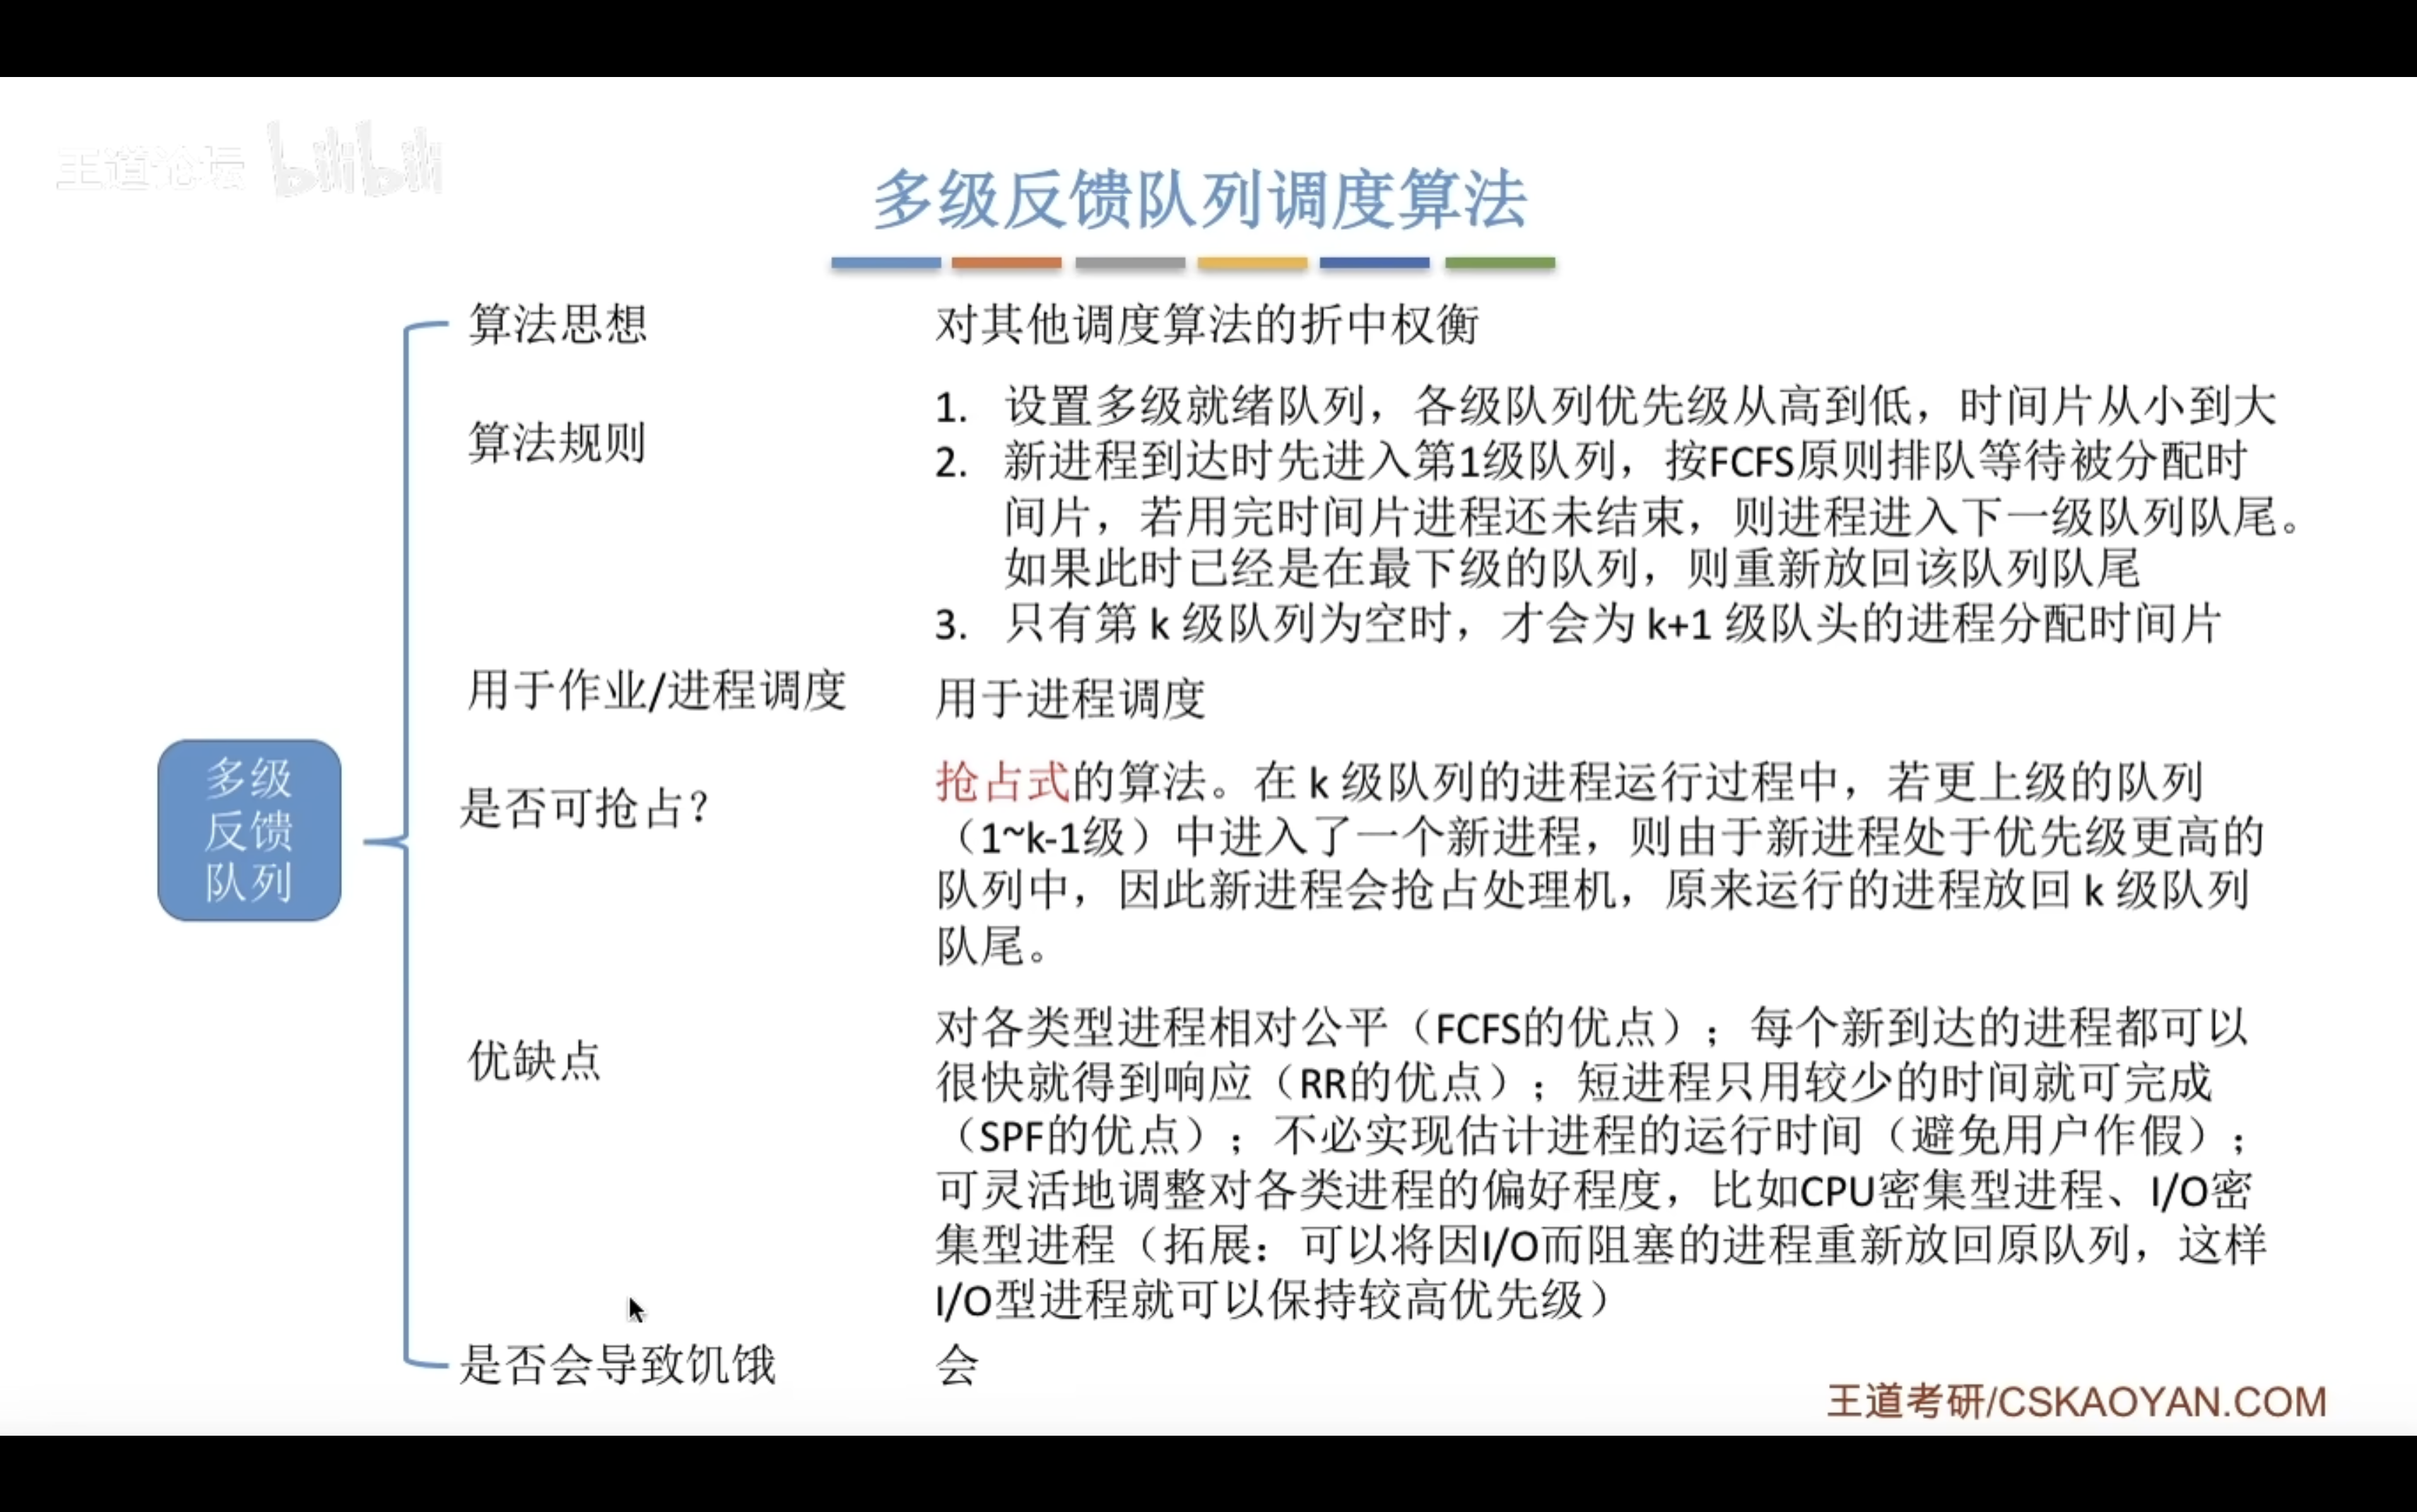 王道论坛 bilibili
多级反馈队列调度算法
算法思想
对其他调度算法的折中权衡
算法规则
1. 设置多级就绪队列，各级队列优先级从高到低，时间片从小到大
2. 新进程到达时先进入第1级队列，按FCFS原则排队等待被分配时
间片，若用完时间片进程还未结束，则进程进入下一级队列队尾。
如果此时已经是在最下级的队列，则重新放回该队列队尾
3. 只有第 k 级队列为空时，才会为 k+1 级队头的进程分配时间片
用于作业/进程调度
用于进程调度
多级
反馈
队列
是否可抢占？
抢占式的算法。在 k 级队列的进程运行过程中，若更上级的队列
（1~k-1级）中进入了一个新进程，则由于新进程处于优先级更高的
队列中，因此新进程会抢占处理机，原来运行的进程放回 k 级队列
队尾。
优缺点
对各类型进程相对公平（FCFS的优点）；每个新到达的进程都可以
很快就得到响应（RR的优点）；短进程只用较少的时间就可完成
（SPF的优点）；不必实现估计进程的运行时间（避免用户作假）；
可灵活地调整对各类进程的偏好程度，比如CPU密集型进程、I/O密
集型进程（拓展：可以将因I/O而阻塞的进程重新放回原队列，这样
I/O型进程就可以保持较高优先级）
是否会导致饥饿
会
王道考研/CSKAOYAN.COM